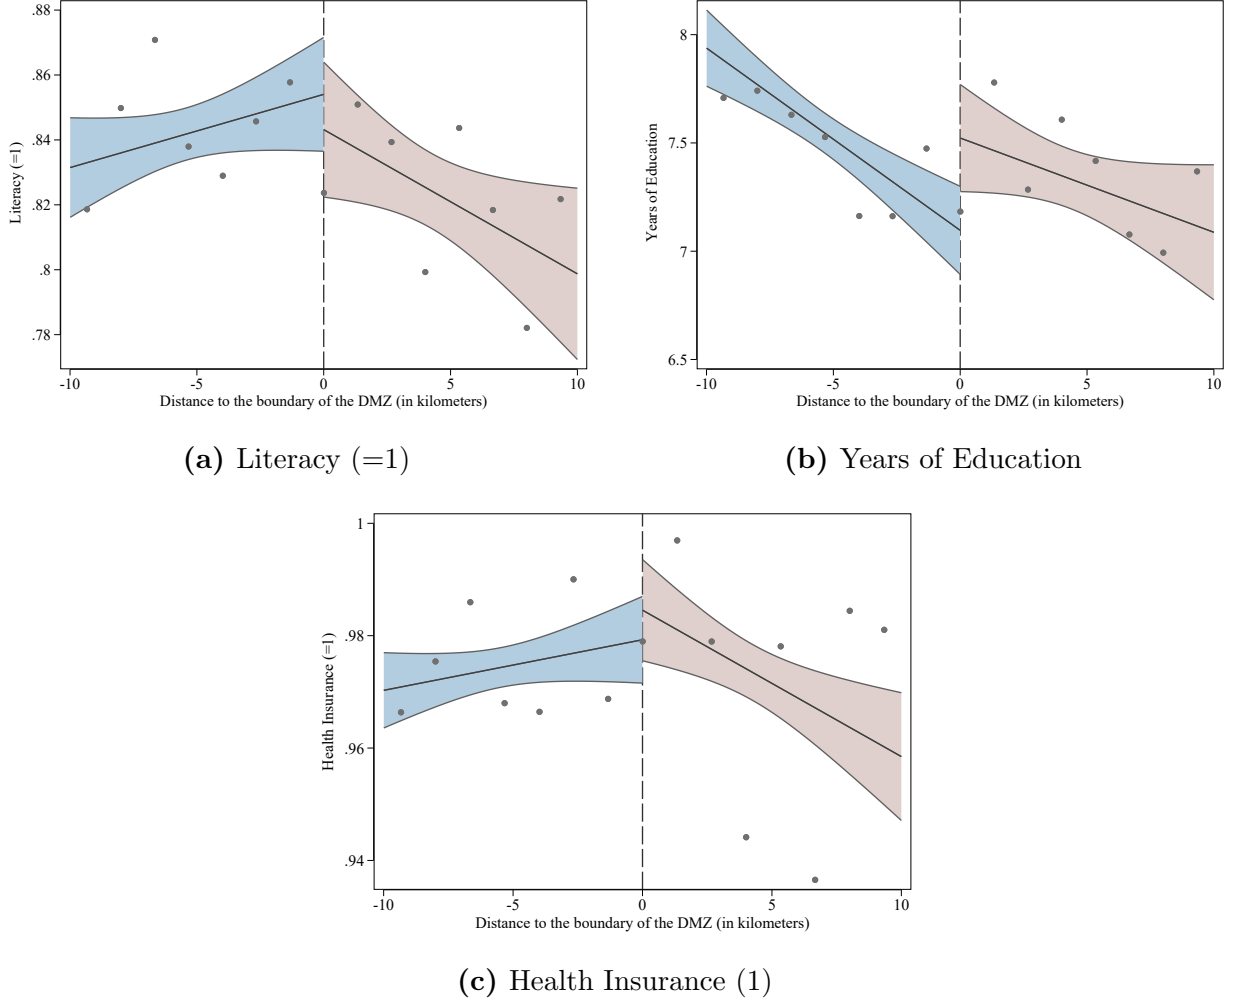 .88
.86
.84
.82
.8
.78
Literacy (=1)
-10 -5 0 5 10
Distance to the boundary of the DMZ (in kilometers)
(a) Literacy (=1)
8
7.5
7
6.5
Years of Education
-10 -5 0 5 10
Distance to the boundary of the DMZ (in kilometers)
(b) Years of Education
1
.98
.96
.94
Health Insurance (=1)
-10 -5 0 5 10
Distance to the boundary of the DMZ (in kilometers)
(c) Health Insurance (1)